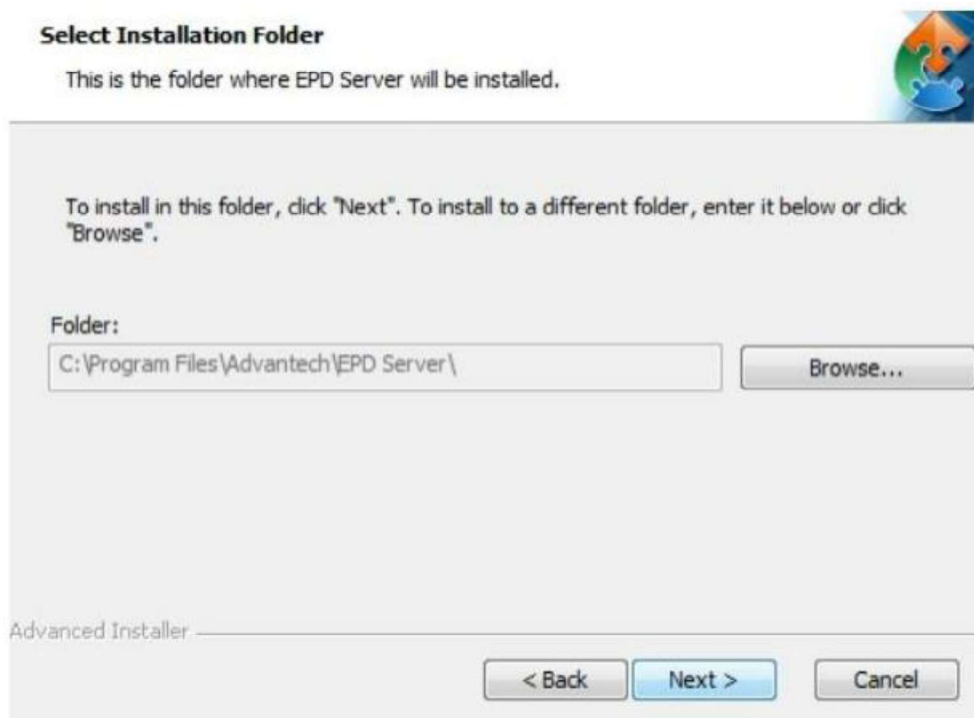 Select Installation Folder
This is the folder where EPD Server will be installed.
To install in this folder, click "Next". To install to a different folder, enter it below or click
"Browse".
Folder:
C:\Program Files\Advantech\EPD Server\
Browse...
Advanced Installer
< Back
Next >
Cancel